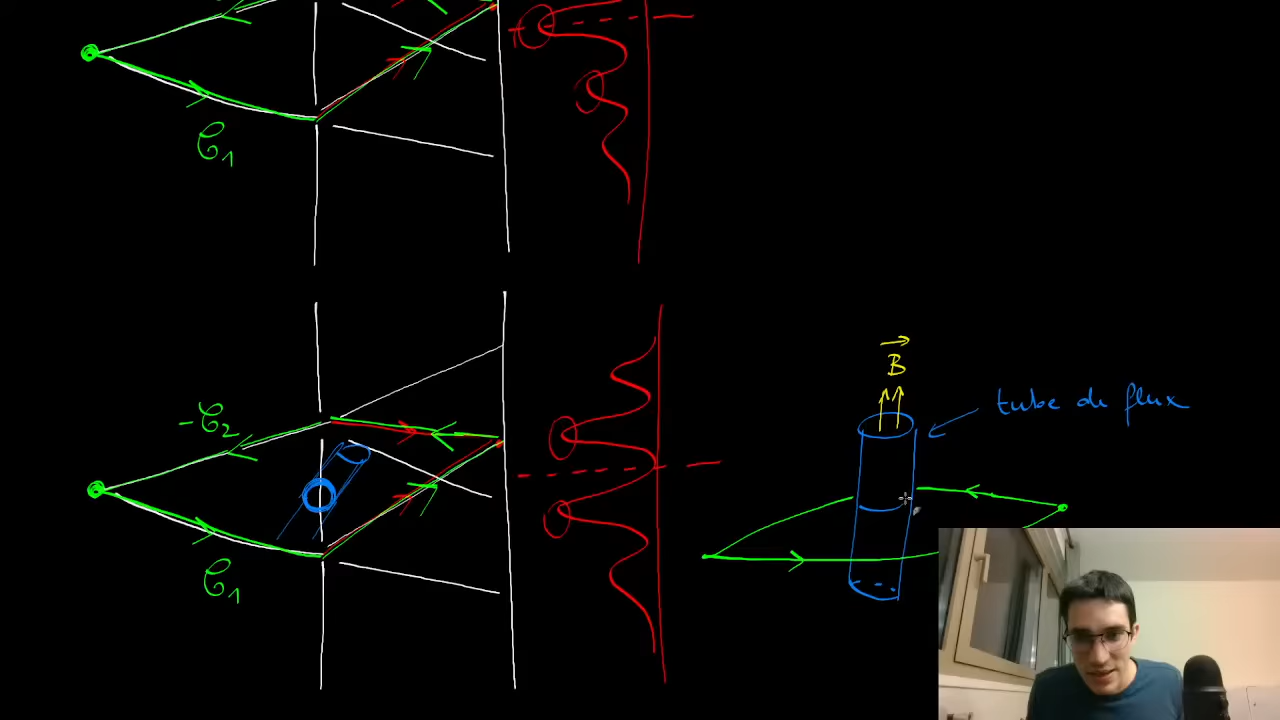 𝒞₁
B⃗
tube de flux
-𝒞₂
𝒞₁